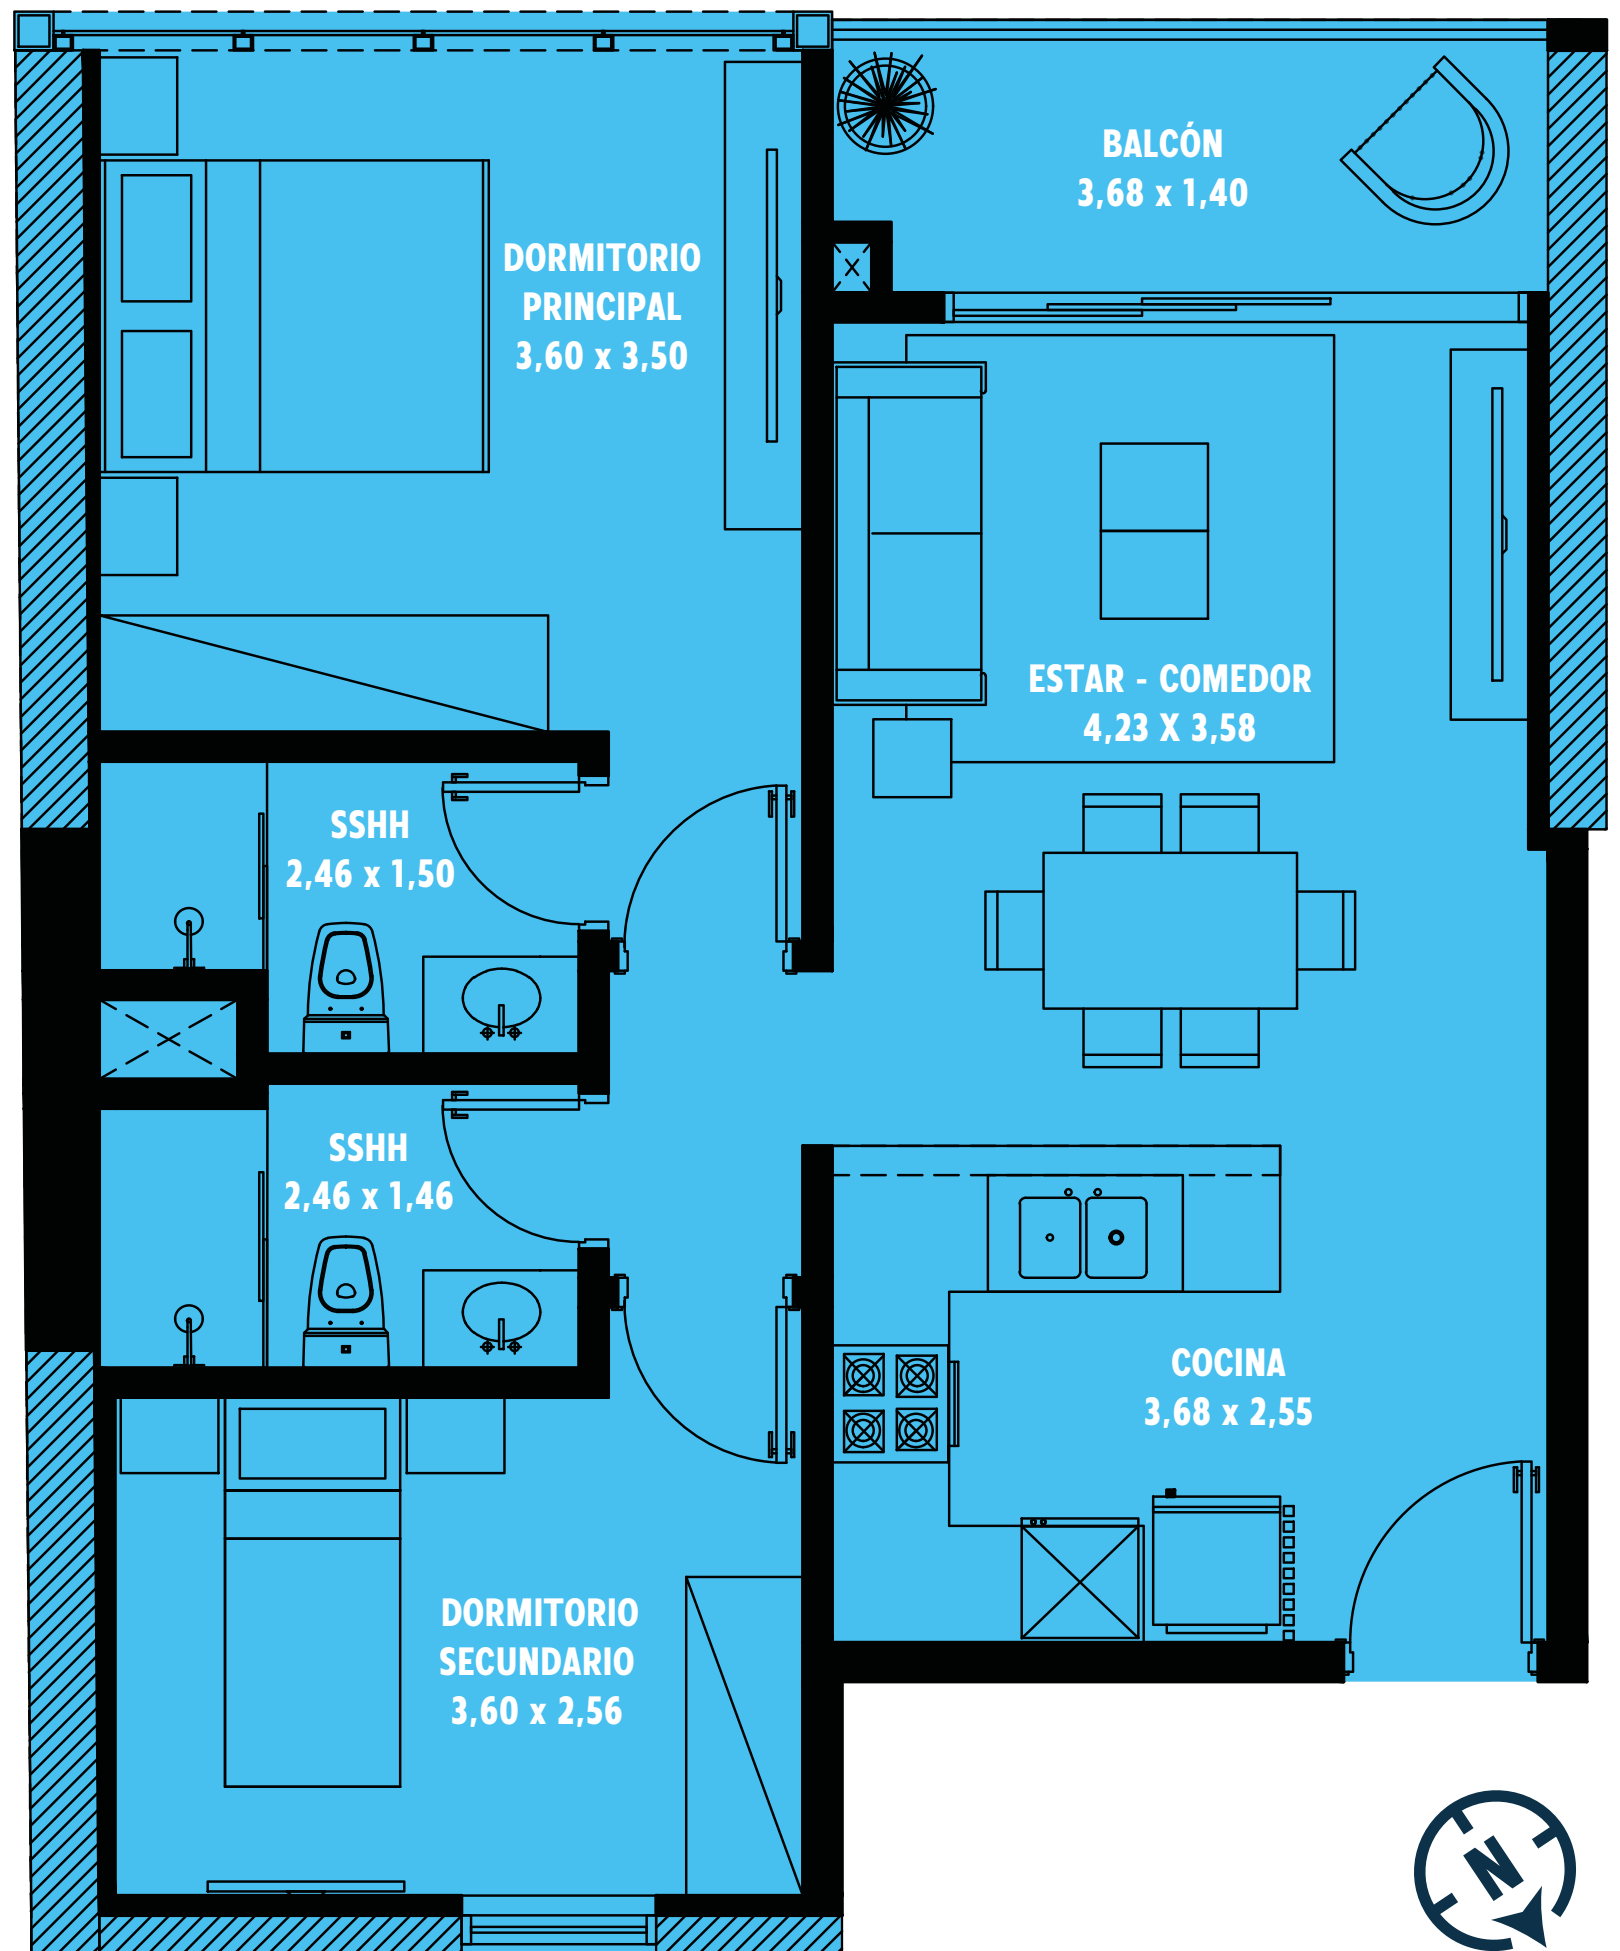 BALCÓN
3,68 x 1,40
DORMITORIO
PRINCIPAL
3,60 x 3,50
ESTAR - COMEDOR
4,23 X 3,58
SSHH
2,46 x 1,50
SSHH
2,46 x 1,46
COCINA
3,68 x 2,55
DORMITORIO
SECUNDARIO
3,60 x 2,56
N